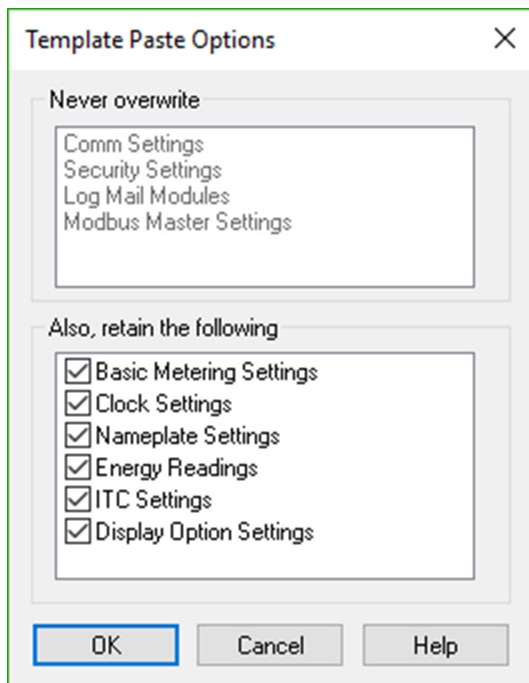 Template Paste Options
Never overwrite
Comm Settings
Security Settings
Log Mail Modules
Modbus Master Settings
Also, retain the following
Basic Metering Settings
Clock Settings
Nameplate Settings
Energy Readings
ITC Settings
Display Option Settings
OK Cancel Help